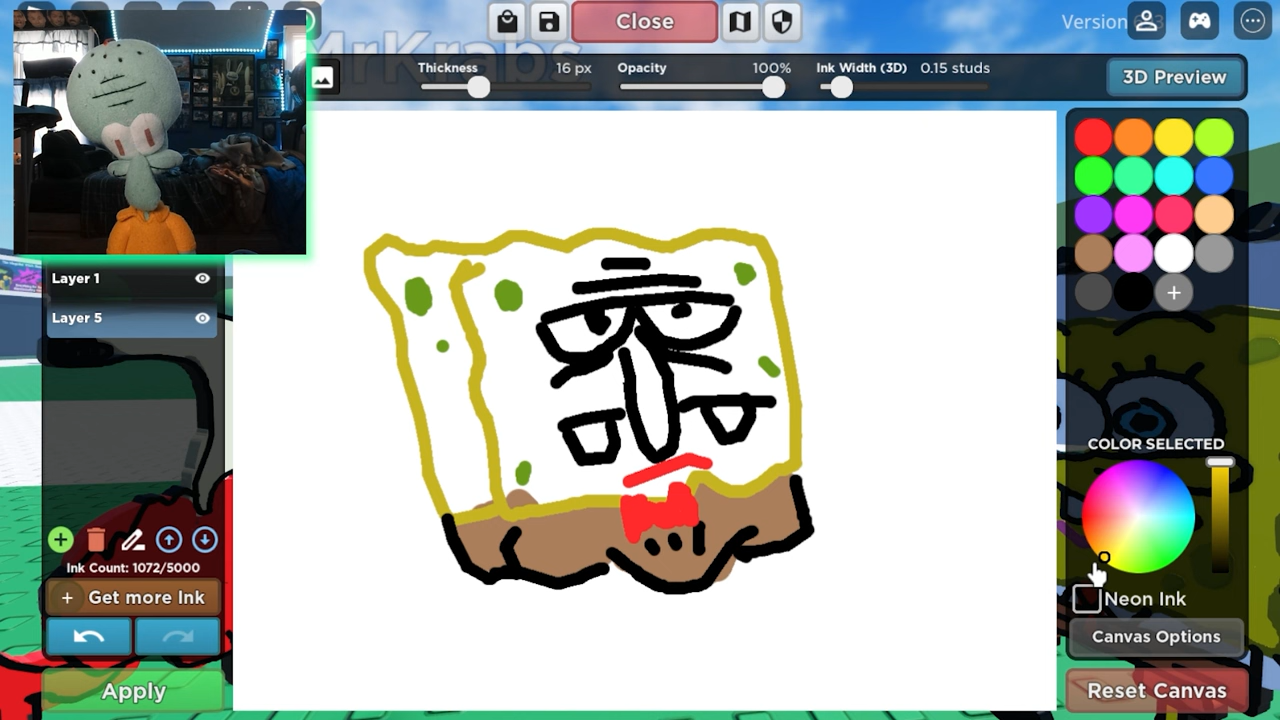 Close
Version
MrKrabs
Thickness 16 px Opacity 100% Ink Width (3D) 0.15 studs
3D Preview
Layer 1
Layer 5
COLOR SELECTED
Ink Count: 1072/5000
+ Get more Ink
Neon Ink
Canvas Options
Apply
Reset Canvas